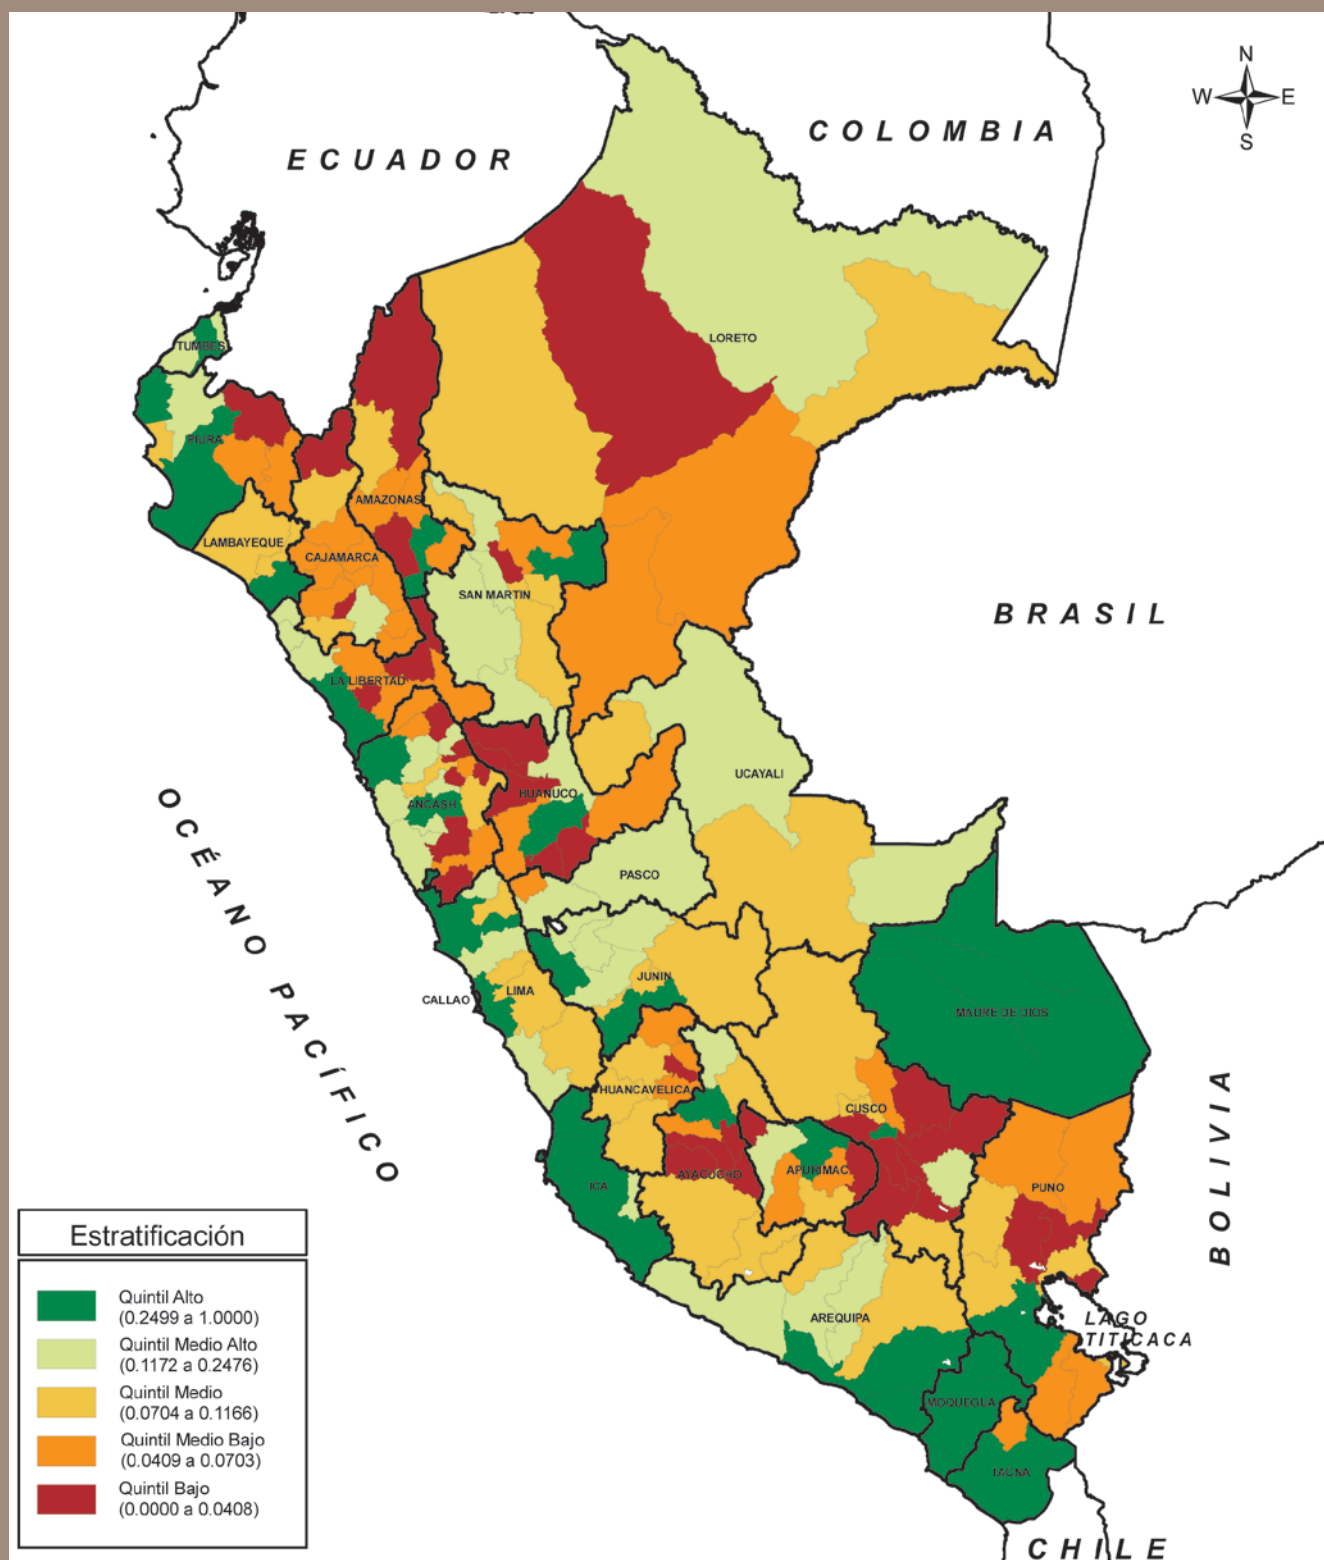 N
W E
S
COLOMBIA
ECUADOR
LORETO
TUMBES
PIURA
AMAZONAS
LAMBAYEQUE
CAJAMARCA
SAN MARTIN
BRASIL
LA LIBERTAD
UCAYALI
HUANUCO
ANCASH
PASCO
OCÉANO PACÍFICO
JUNIN
LIMA
CALLAO
MADRE DE DIOS
HUANCAVELICA
CUSCO
BOLIVIA
AYACUCHO
APURIMAC
ICA
PUNO
LAGO
TITICACA
AREQUIPA
MOQUEGUA
TACNA
CHILE
Estratificación
Quintil Alto
(0.2499 a 1.0000)
Quintil Medio Alto
(0.1172 a 0.2476)
Quintil Medio
(0.0704 a 0.1166)
Quintil Medio Bajo
(0.0409 a 0.0703)
Quintil Bajo
(0.0000 a 0.0408)